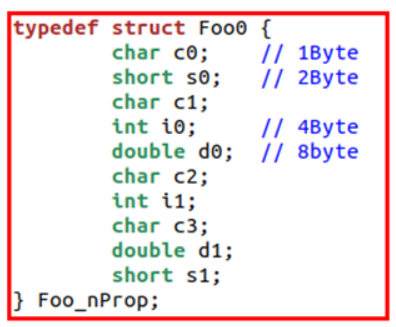 typedef struct Foo0 {
        char c0;     // 1Byte
        short s0;    // 2Byte
        char c1;
        int i0;      // 4Byte
        double d0;   // 8byte
        char c2;
        int i1;
        char c3;
        double d1;
        short s1;
} Foo_nProp;